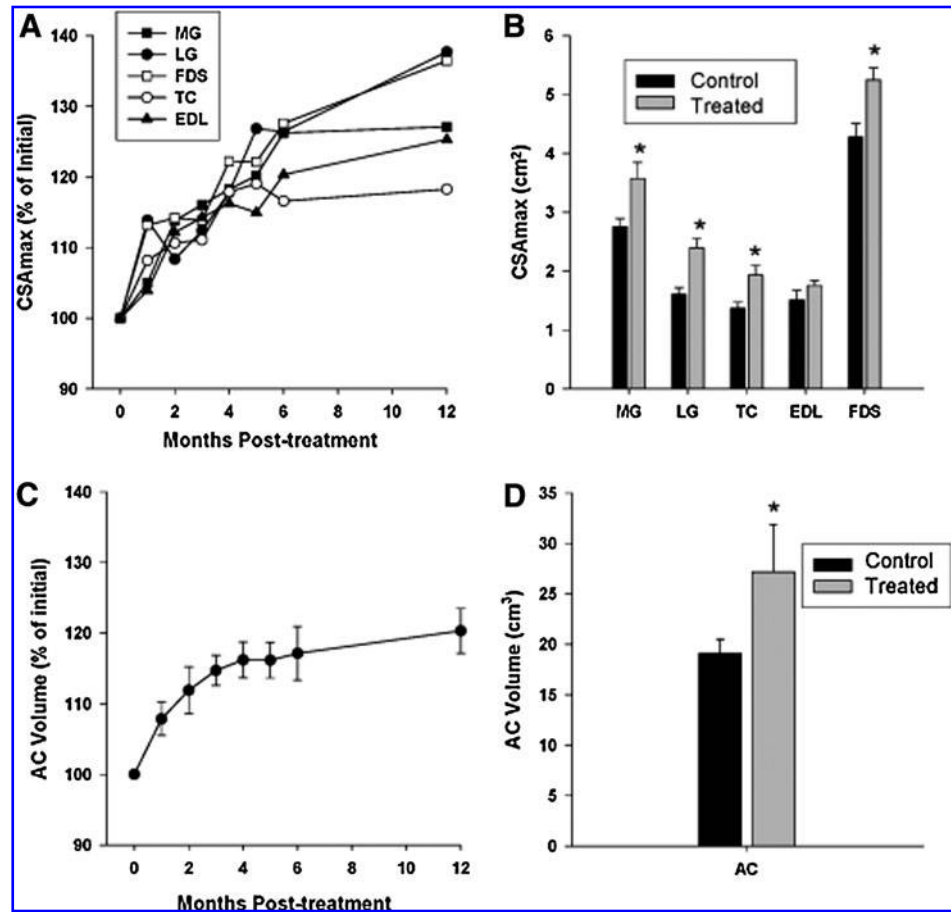 A
MG
LG
FDS
TC
EDL
CSAmax (% of Initial)
140
130
120
110
100
90
0 2 4 6 8 10 12
Months Post-treatment
B
Control
Treated
CSAmax (cm²)
6
5
4
3
2
1
0
* * * *
MG LG TC EDL FDS
C
AC Volume (% of initial)
140
130
120
110
100
90
0 2 4 6 8 10 12
Months Post-treatment
D
Control
Treated
AC Volume (cm³)
35
30
25
20
15
10
5
0
*
AC